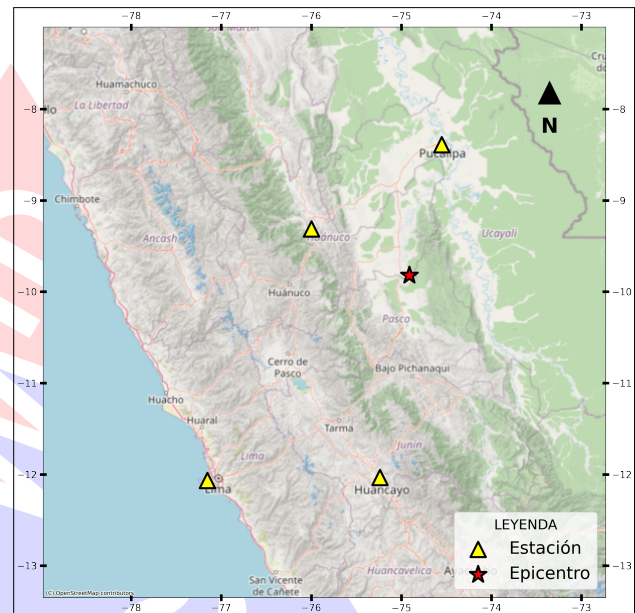 −78 −77 −76 −75 −74 −73
San Martín
Huamachuco
La Libertad
−8 −8
N
Pucallpa
−9 −9
Chimbote
Ancash
Huánuco
Ucayali
Huánuco
−10 −10
Pasco
Cerro de
Pasco
Bajo Pichanaqui
−11 −11
Huacho
Huaral
Tarma
Lima
Junín
−12 −12
Lima
Huancayo
LEYENDA
Estación
Epicentro
−13 −13
Huancavelica
San Vicente
de Cañete
(C) OpenStreetMap contributors
−78 −77 −76 −75 −74 −73